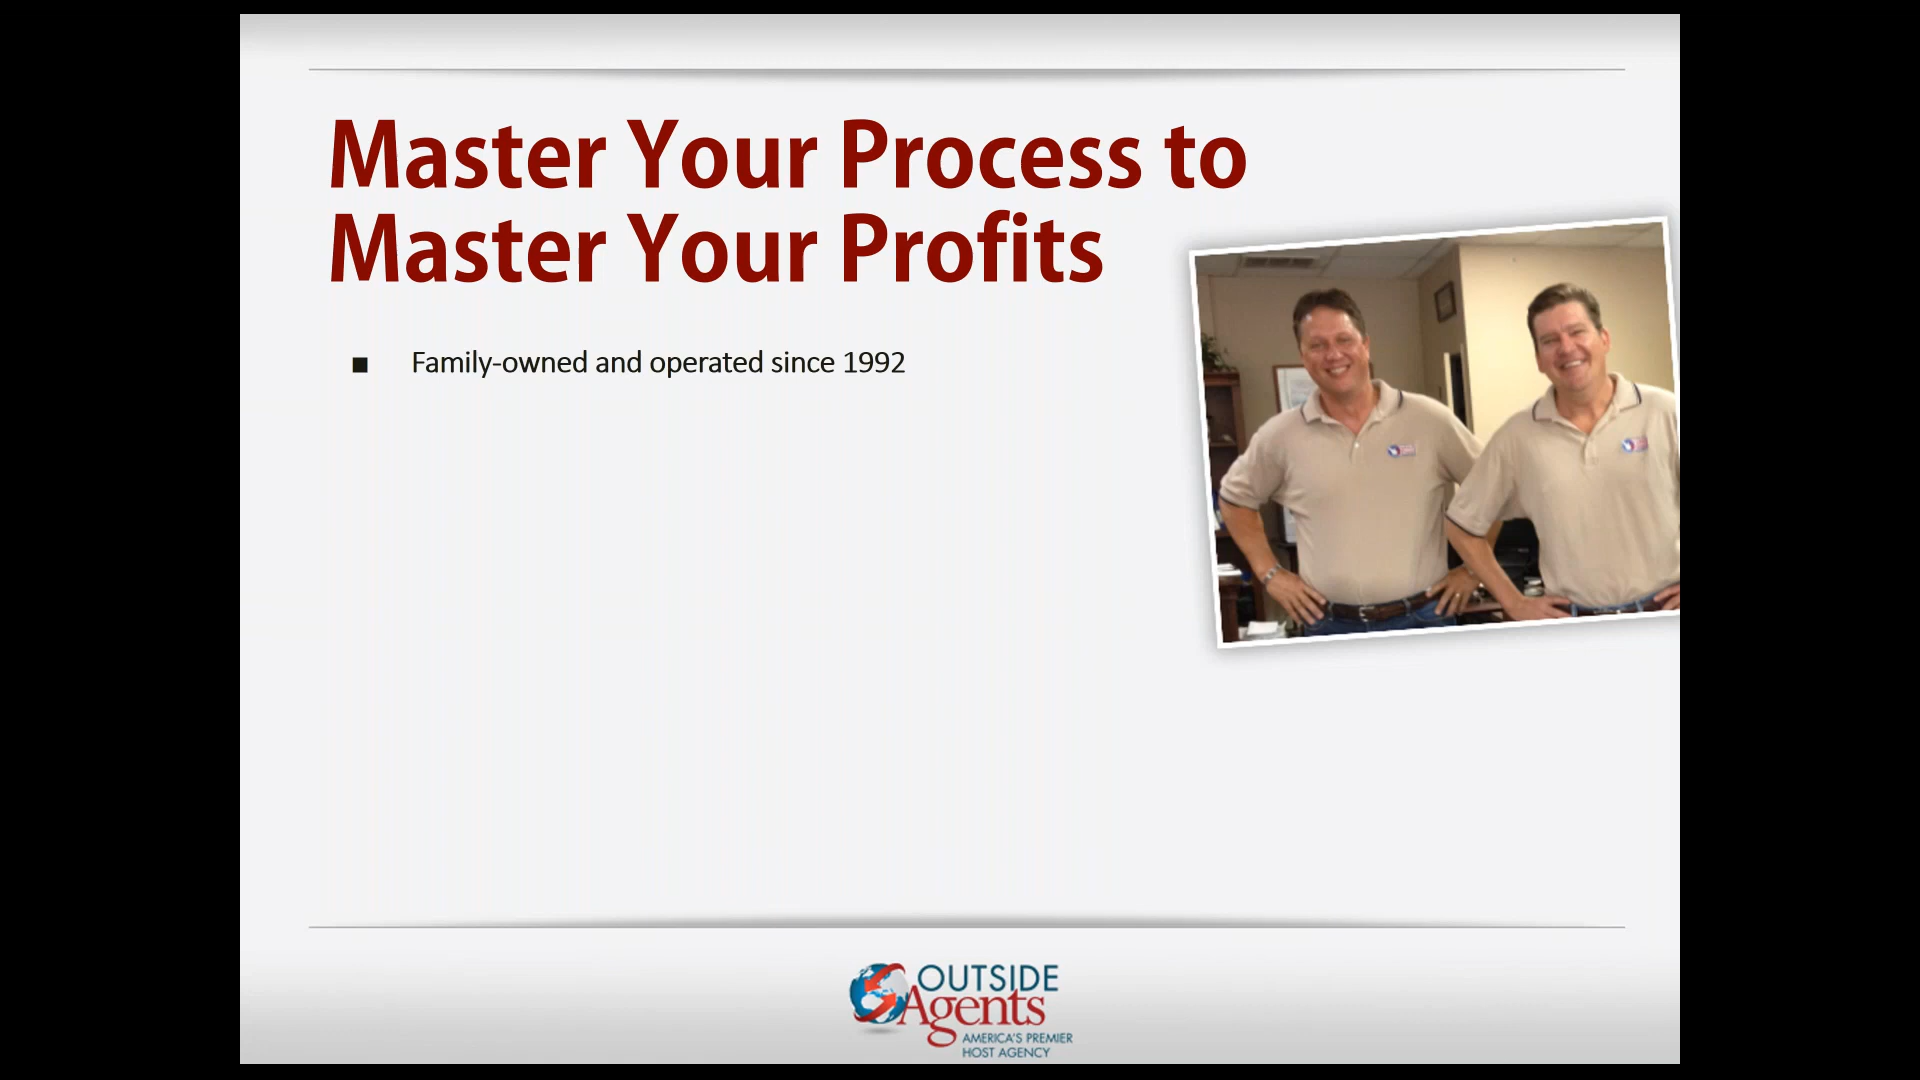 Master Your Process to
Master Your Profits
■ Family-owned and operated since 1992
OUTSIDE
Agents
AMERICA'S PREMIER
HOST AGENCY